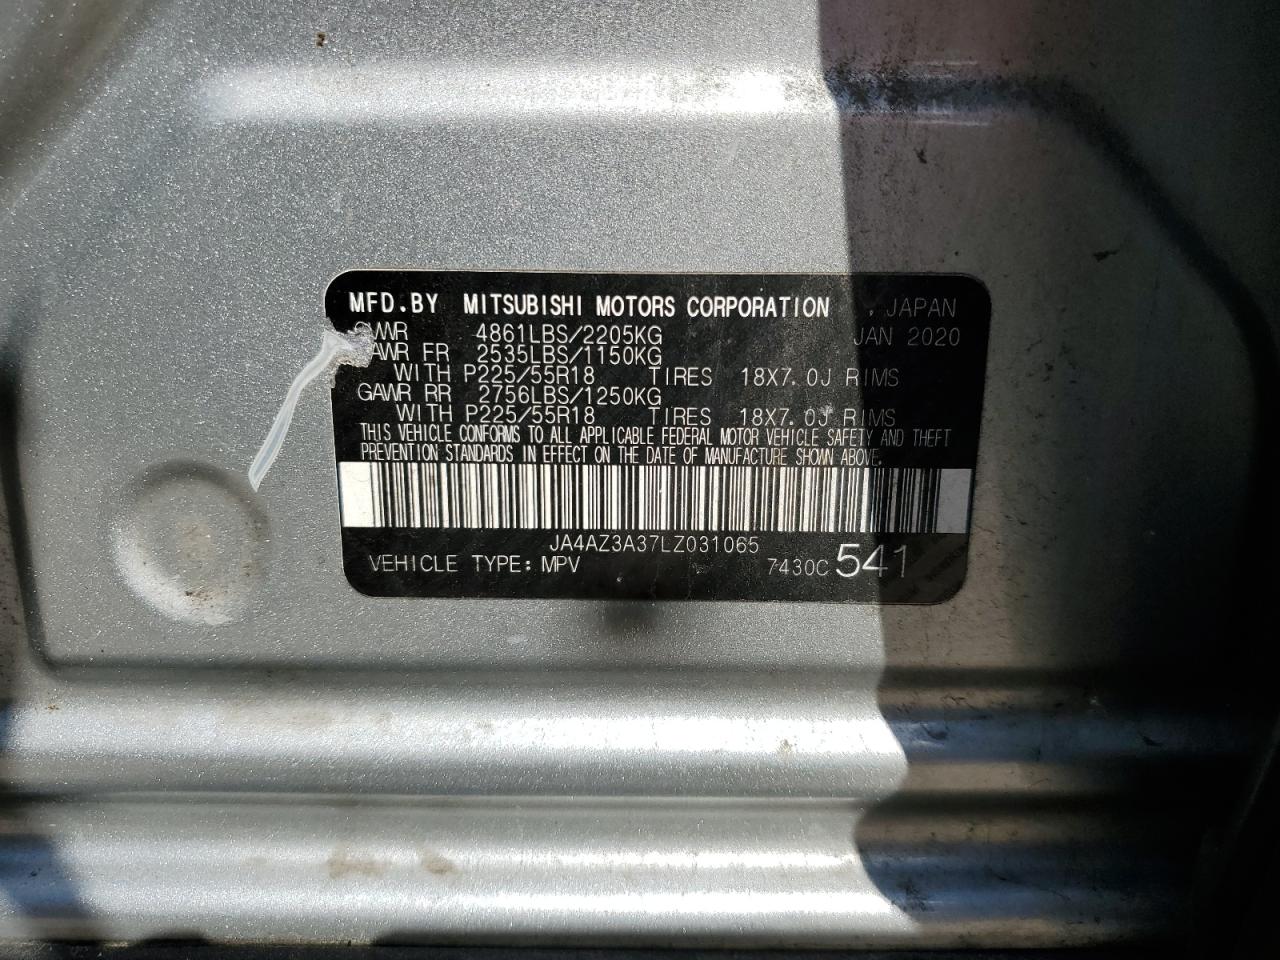 MFD.BY MITSUBISHI MOTORS CORPORATION , JAPAN
GVWR 4861LBS/2205KG JAN 2020
GAWR FR 2535LBS/1150KG
WITH P225/55R18 TIRES 18X7.0J RIMS
GAWR RR 2756LBS/1250KG
WITH P225/55R18 TIRES 18X7.0J RIMS
THIS VEHICLE CONFORMS TO ALL APPLICABLE FEDERAL MOTOR VEHICLE SAFETY AND THEFT
PREVENTION STANDARDS IN EFFECT ON THE DATE OF MANUFACTURE SHOWN ABOVE.
JA4AZ3A37LZ031065
VEHICLE TYPE: MPV 7430C 541